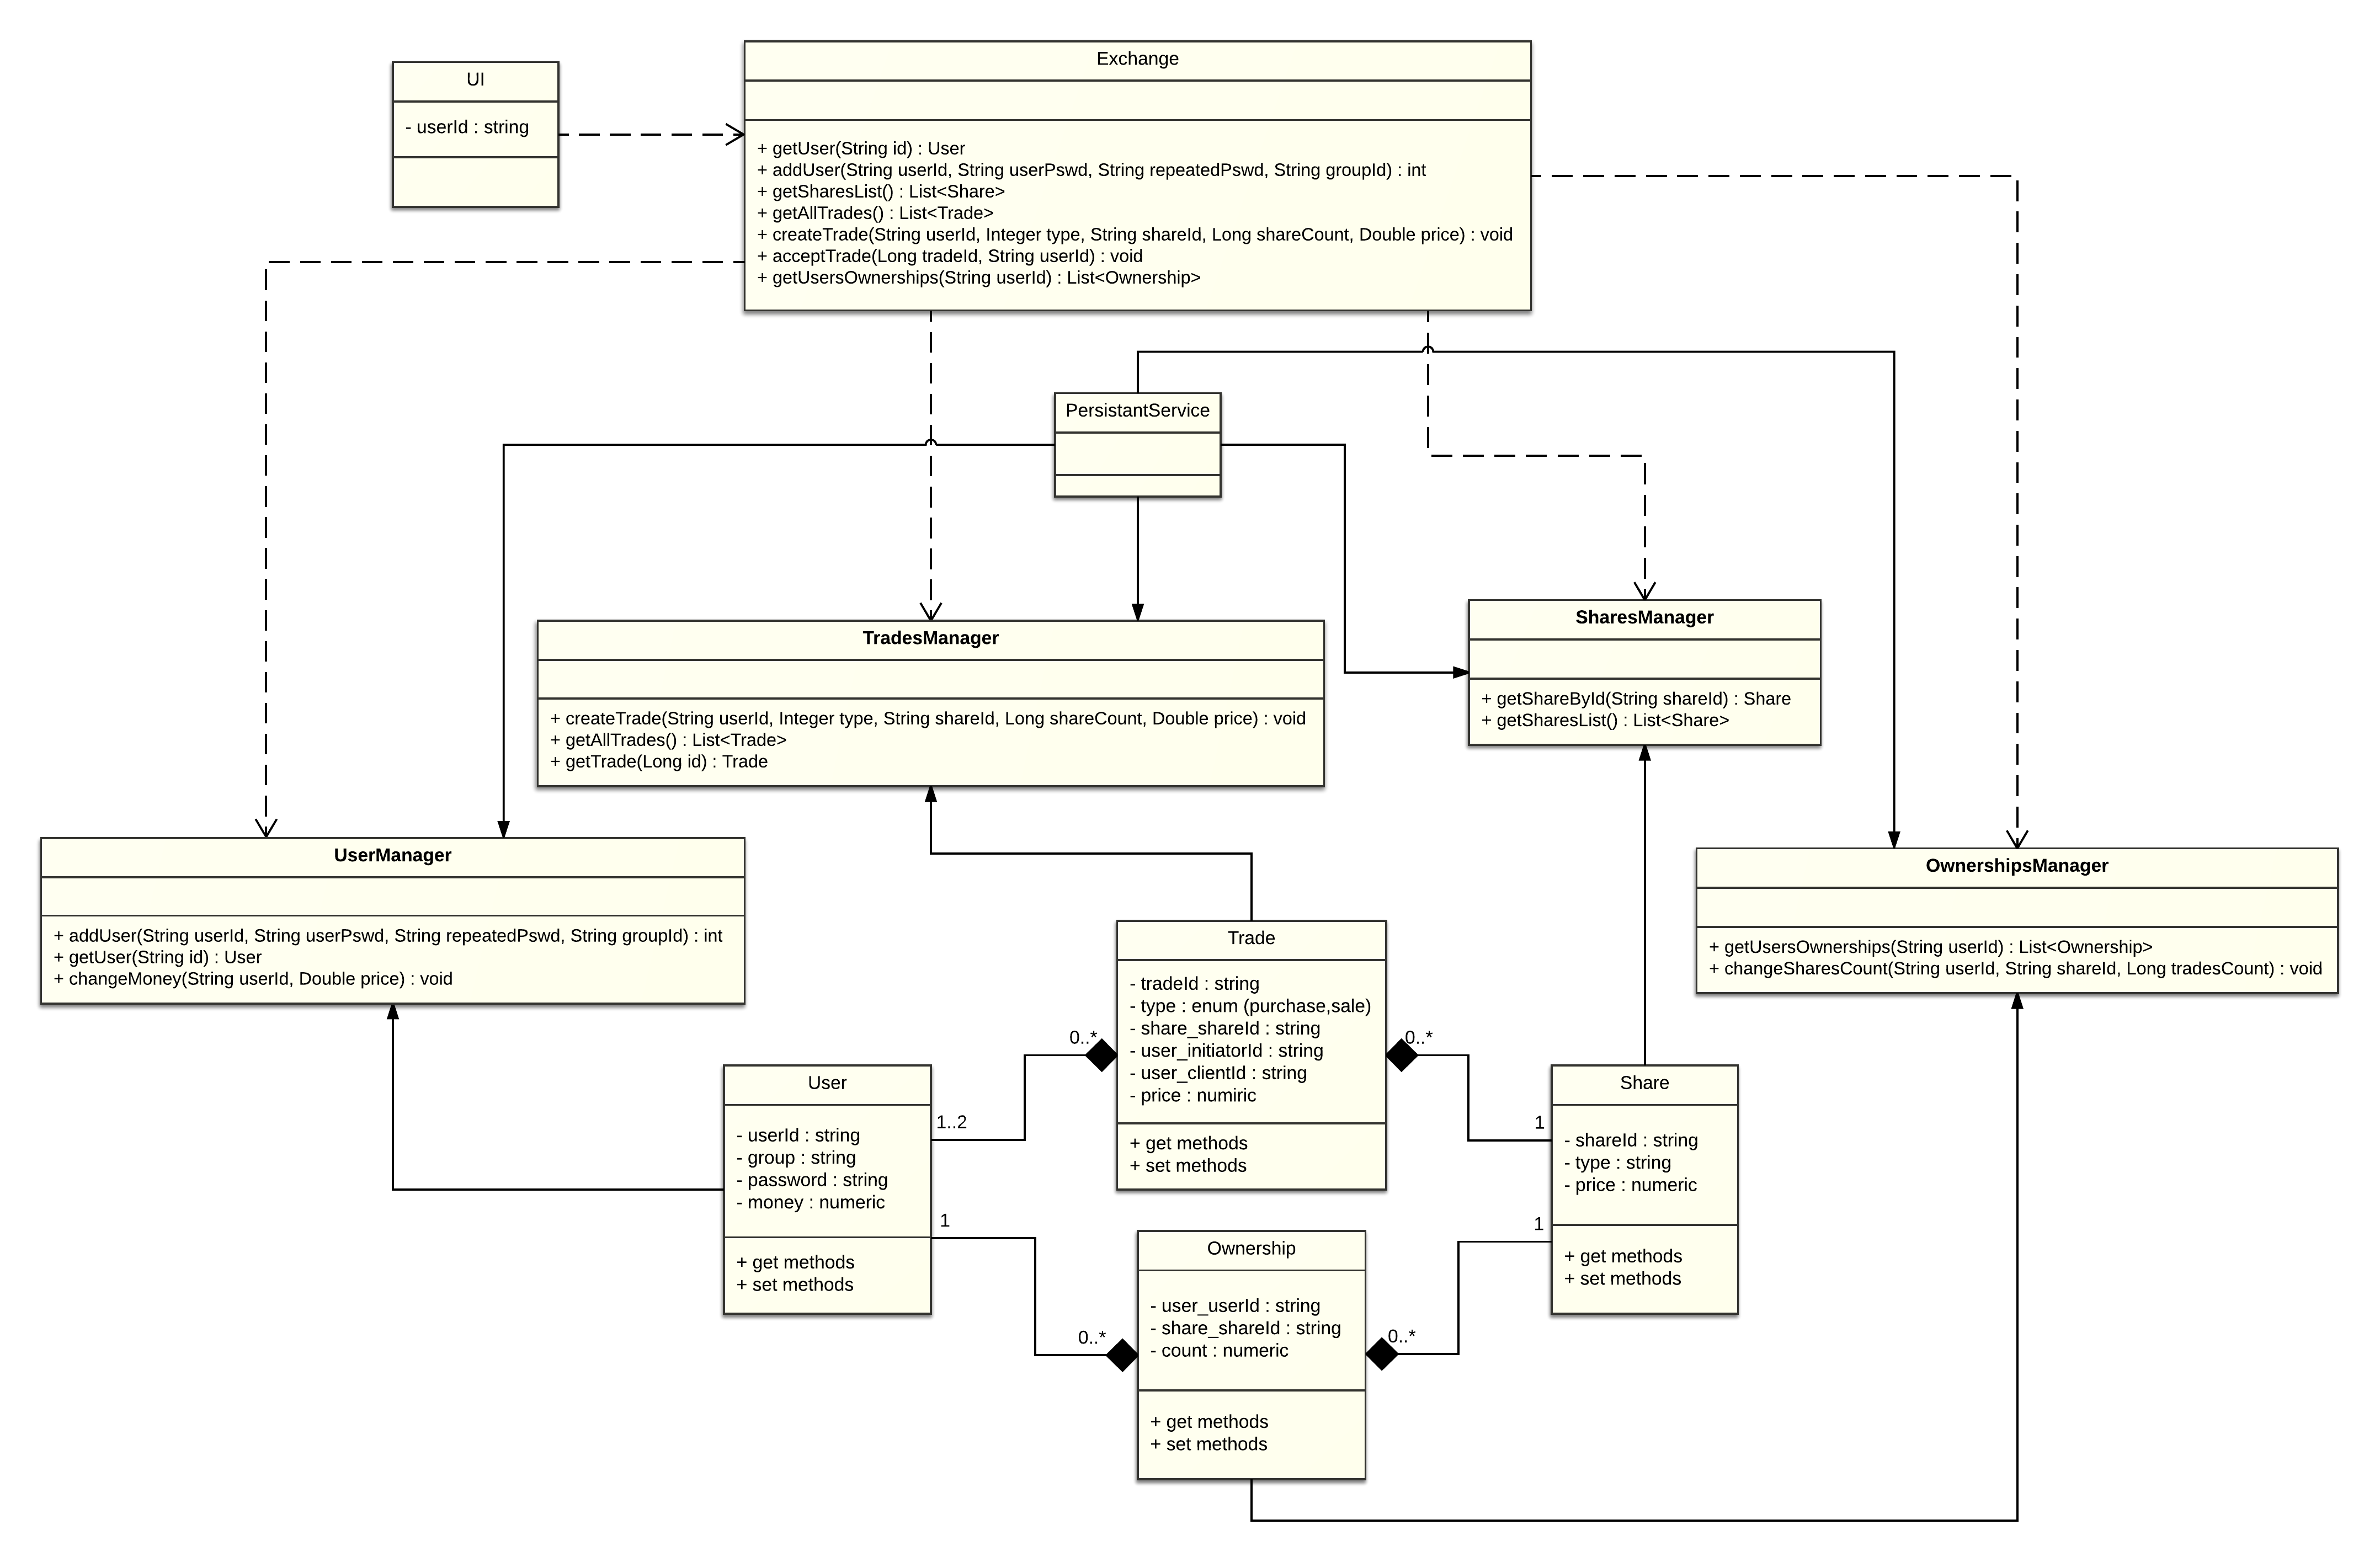 UI
- userId : string
Exchange
+ getUser(String id) : User
+ addUser(String userId, String userPswd, String repeatedPswd, String groupId) : int
+ getSharesList() : List<Share>
+ getAllTrades() : List<Trade>
+ createTrade(String userId, Integer type, String shareId, Long shareCount, Double price) : void
+ acceptTrade(Long tradeId, String userId) : void
+ getUsersOwnerships(String userId) : List<Ownership>
PersistantService
TradesManager
+ createTrade(String userId, Integer type, String shareId, Long shareCount, Double price) : void
+ getAllTrades() : List<Trade>
+ getTrade(Long id) : Trade
SharesManager
+ getShareById(String shareId) : Share
+ getSharesList() : List<Share>
UserManager
+ addUser(String userId, String userPswd, String repeatedPswd, String groupId) : int
+ getUser(String id) : User
+ changeMoney(String userId, Double price) : void
OwnershipsManager
+ getUsersOwnerships(String userId) : List<Ownership>
+ changeSharesCount(String userId, String shareId, Long tradesCount) : void
Trade
- tradeId : string
- type : enum (purchase,sale)
- share_shareId : string
- user_initiatorId : string
- user_clientId : string
- price : numiric
+ get methods
+ set methods
0..*
0..*
User
- userId : string
- group : string
- password : string
- money : numeric
+ get methods
+ set methods
1..2
1
Share
- shareId : string
- type : string
- price : numeric
+ get methods
+ set methods
1
1
Ownership
- user_userId : string
- share_shareId : string
- count : numeric
+ get methods
+ set methods
0..*
0..*